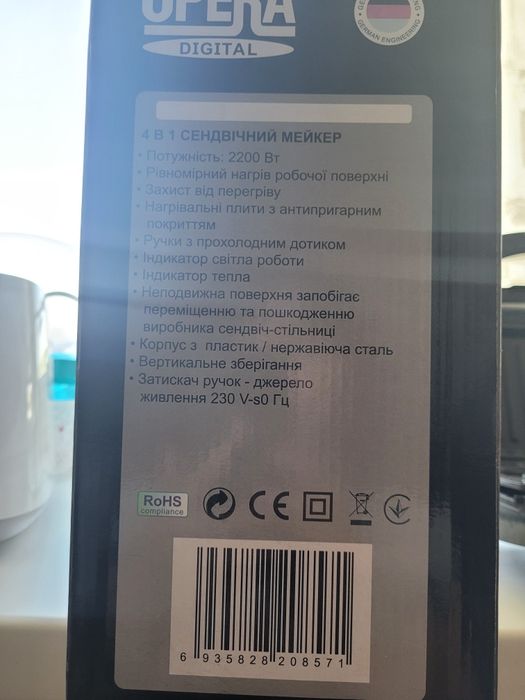 OPERA
DIGITAL
GERMAN ENGINEERING
4 В 1 СЕНДВІЧНИЙ МЕЙКЕР
• Потужність: 2200 Вт
• Рівномірний нагрів робочої поверхні
• Захист від перегріву
• Нагрівальні плити з антипригарним
покриттям
• Ручки з прохолодним дотиком
• Індикатор світла роботи
• Індикатор тепла
• Неподвижна поверхня запобігає
переміщенню та пошкодженню
виробника сендвіч-стільниці
• Корпус з пластик / нержавіюча сталь
• Вертикальне зберігання
• Затискач ручок - джерело
живлення 230 V-s0 Гц
RoHS
compliance
CE
6 935828 208571